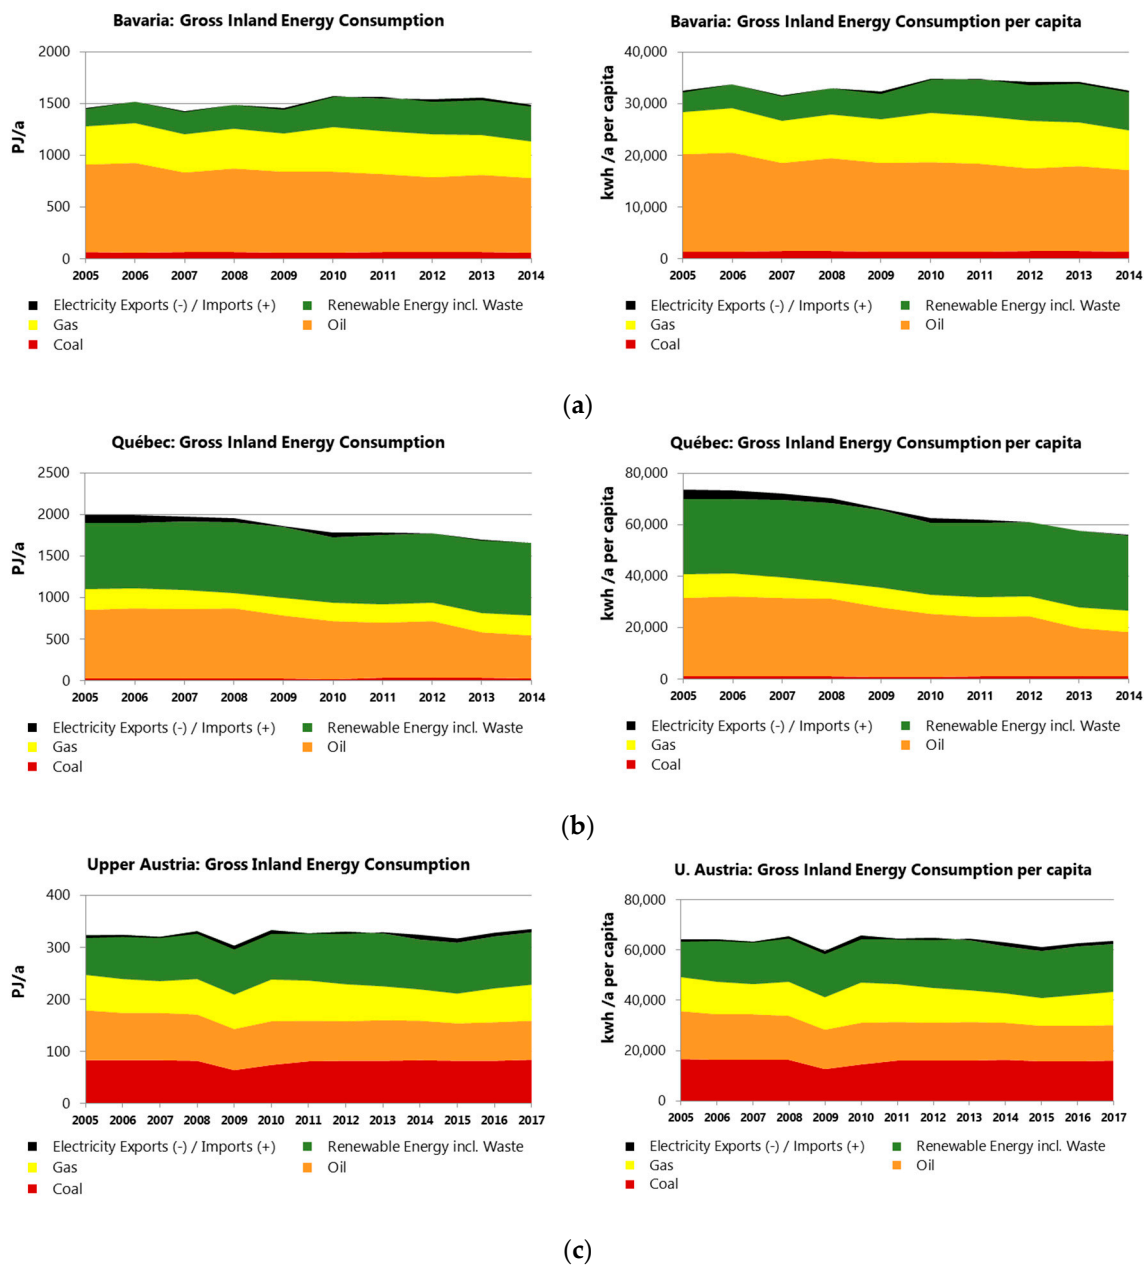 Bavaria: Gross Inland Energy Consumption
2000
1500
1000
500
0
PJ/a
2005 2006 2007 2008 2009 2010 2011 2012 2013 2014
Electricity Exports (-) / Imports (+) Renewable Energy incl. Waste
Gas Oil
Coal
Bavaria: Gross Inland Energy Consumption per capita
40,000
30,000
20,000
10,000
0
kwh /a per capita
2005 2006 2007 2008 2009 2010 2011 2012 2013 2014
Electricity Exports (-) / Imports (+) Renewable Energy incl. Waste
Gas Oil
Coal
(a)
Québec: Gross Inland Energy Consumption
2500
2000
1500
1000
500
0
PJ/a
2005 2006 2007 2008 2009 2010 2011 2012 2013 2014
Electricity Exports (-) / Imports (+) Renewable Energy incl. Waste
Gas Oil
Coal
Québec: Gross Inland Energy Consumption per capita
80,000
60,000
40,000
20,000
0
kwh /a per capita
2005 2006 2007 2008 2009 2010 2011 2012 2013 2014
Electricity Exports (-) / Imports (+) Renewable Energy incl. Waste
Gas Oil
Coal
(b)
Upper Austria: Gross Inland Energy Consumption
400
300
200
100
0
PJ/a
2005 2006 2007 2008 2009 2010 2011 2012 2013 2014 2015 2016 2017
Electricity Exports (-) / Imports (+) Renewable Energy incl. Waste
Gas Oil
Coal
U. Austria: Gross Inland Energy Consumption per capita
80,000
60,000
40,000
20,000
0
kwh /a per capita
2005 2006 2007 2008 2009 2010 2011 2012 2013 2014 2015 2016 2017
Electricity Exports (-) / Imports (+) Renewable Energy incl. Waste
Gas Oil
Coal
(c)